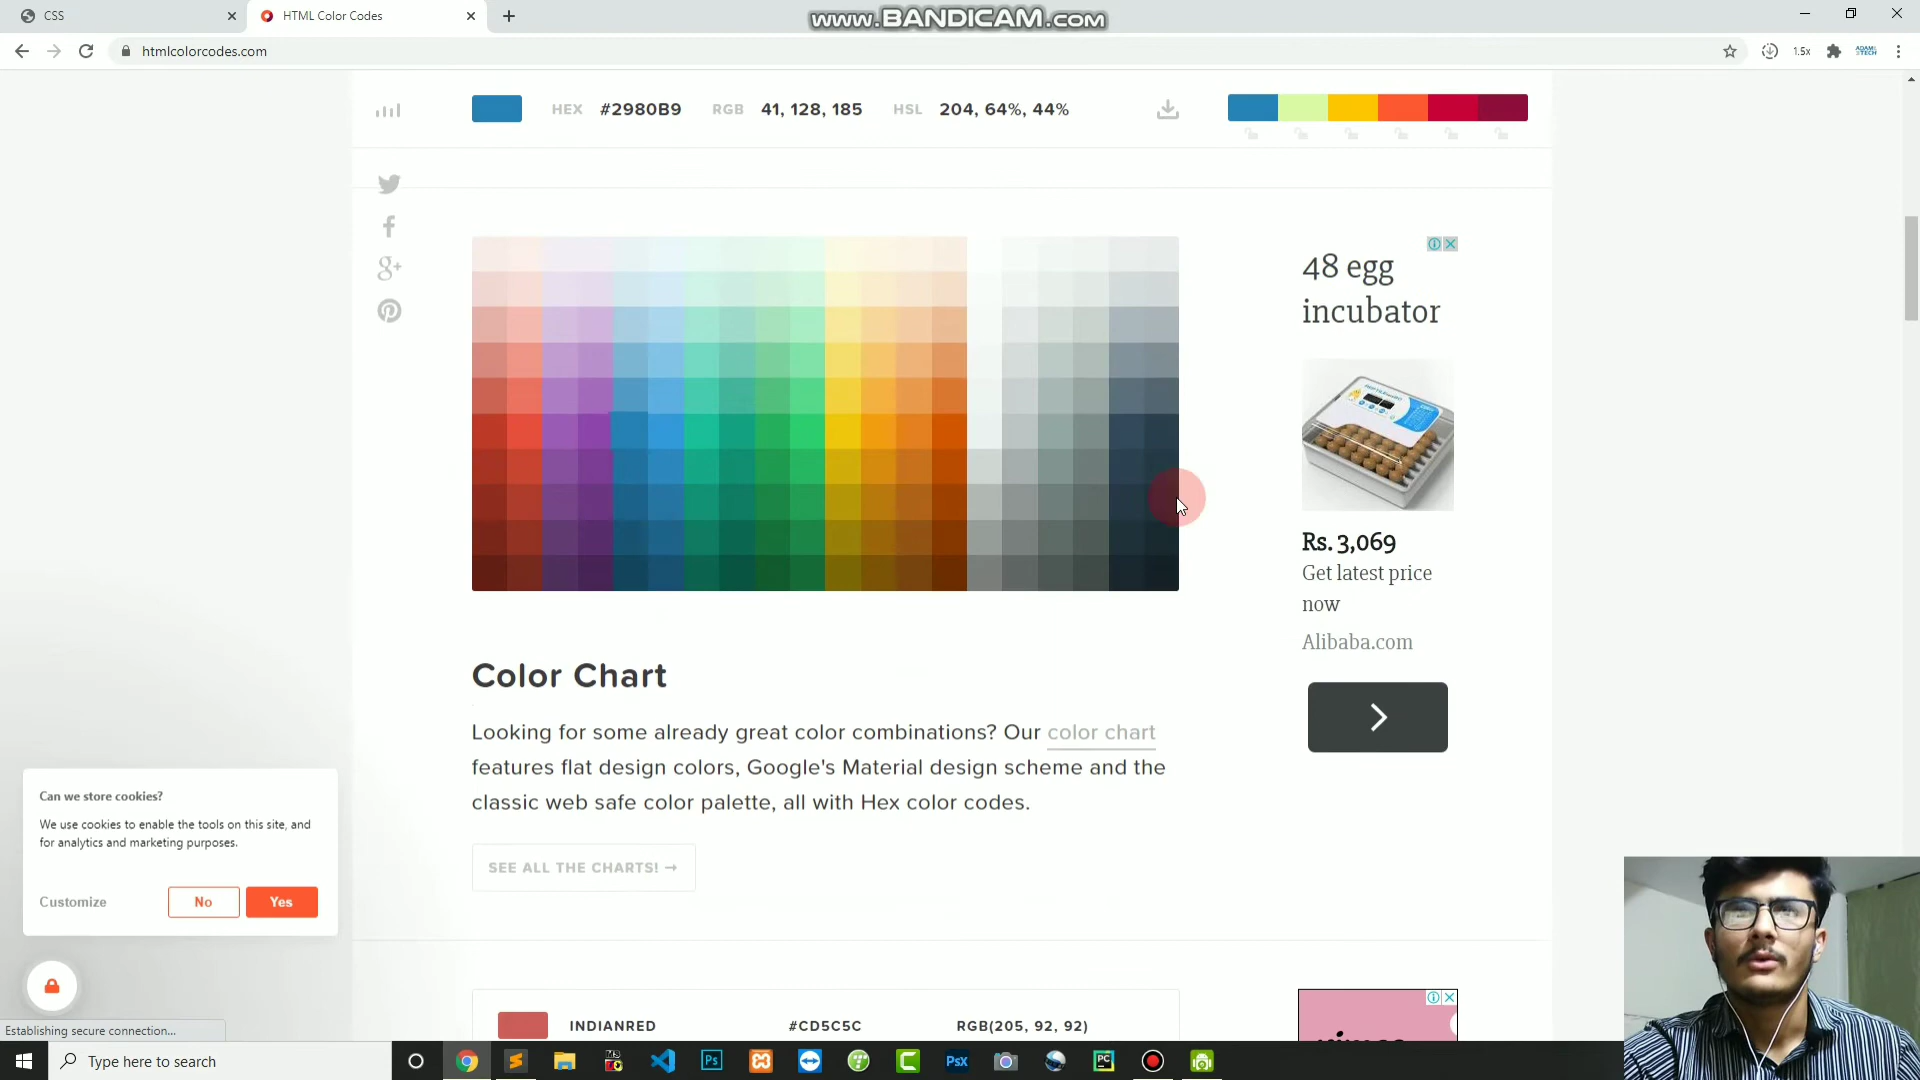 CSS
HTML Color Codes
www.BANDICAM.com
htmlcolorcodes.com
1.5x
ADAMS TECH
HEX #2980B9 RGB 41, 128, 185 HSL 204, 64%, 44%
48 egg
incubator
Rs. 3,069
Get latest price
now
Alibaba.com
Color Chart
Looking for some already great color combinations? Our color chart
features flat design colors, Google's Material design scheme and the
classic web safe color palette, all with Hex color codes.
SEE ALL THE CHARTS! →
Can we store cookies?
We use cookies to enable the tools on this site, and
for analytics and marketing purposes.
Customize
No
Yes
INDIANRED #CD5C5C RGB(205, 92, 92)
Establishing secure connection...
Type here to search
Ps
PsX
PC